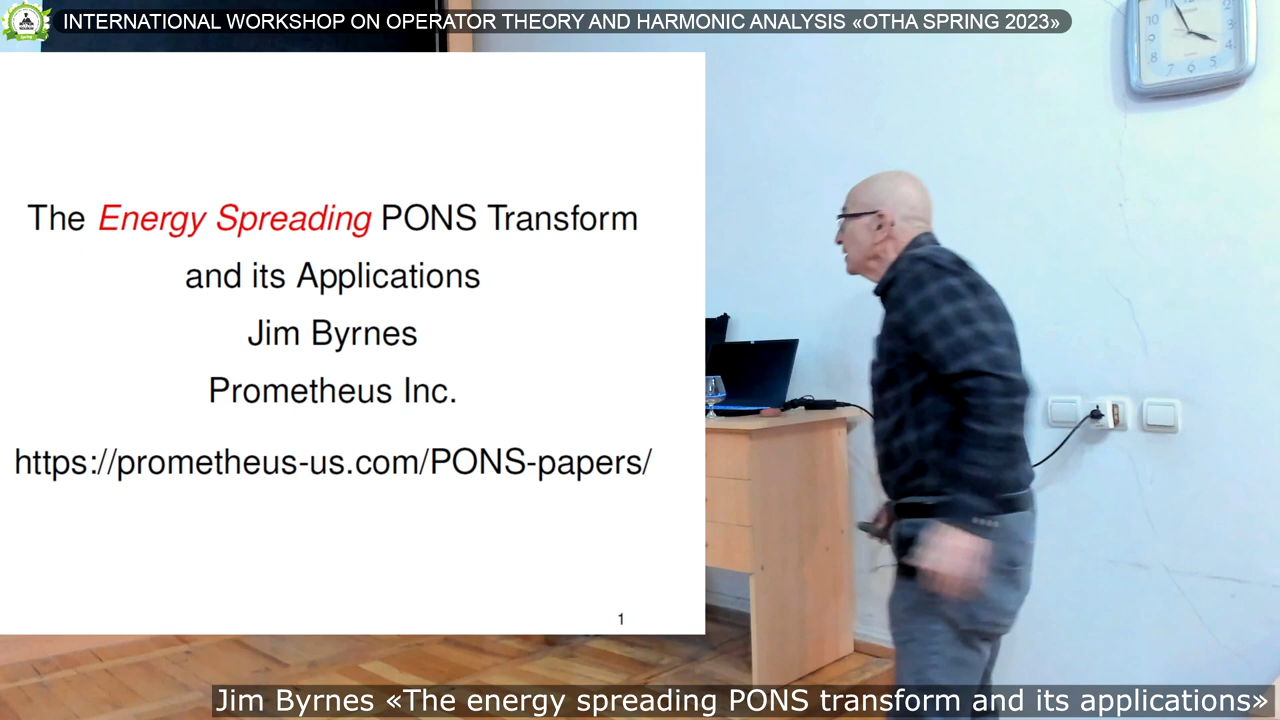 INTERNATIONAL WORKSHOP ON OPERATOR THEORY AND HARMONIC ANALYSIS «OTHA SPRING 2023»
The Energy Spreading PONS Transform
and its Applications
Jim Byrnes
Prometheus Inc.
https://prometheus-us.com/PONS-papers/
1
Jim Byrnes «The energy spreading PONS transform and its applications»